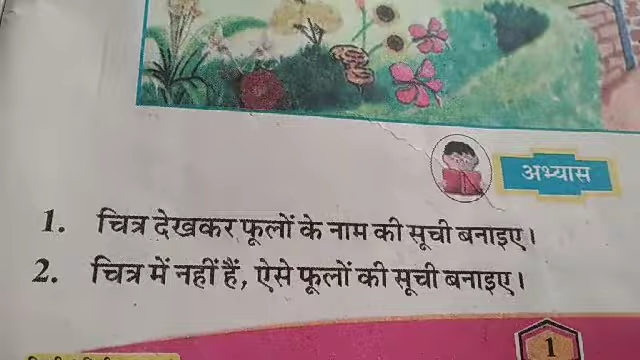 अभ्यास
1. चित्र देखकर फूलों के नाम की सूची बनाइए।
2. चित्र में नहीं हैं, ऐसे फूलों की सूची बनाइए।
1